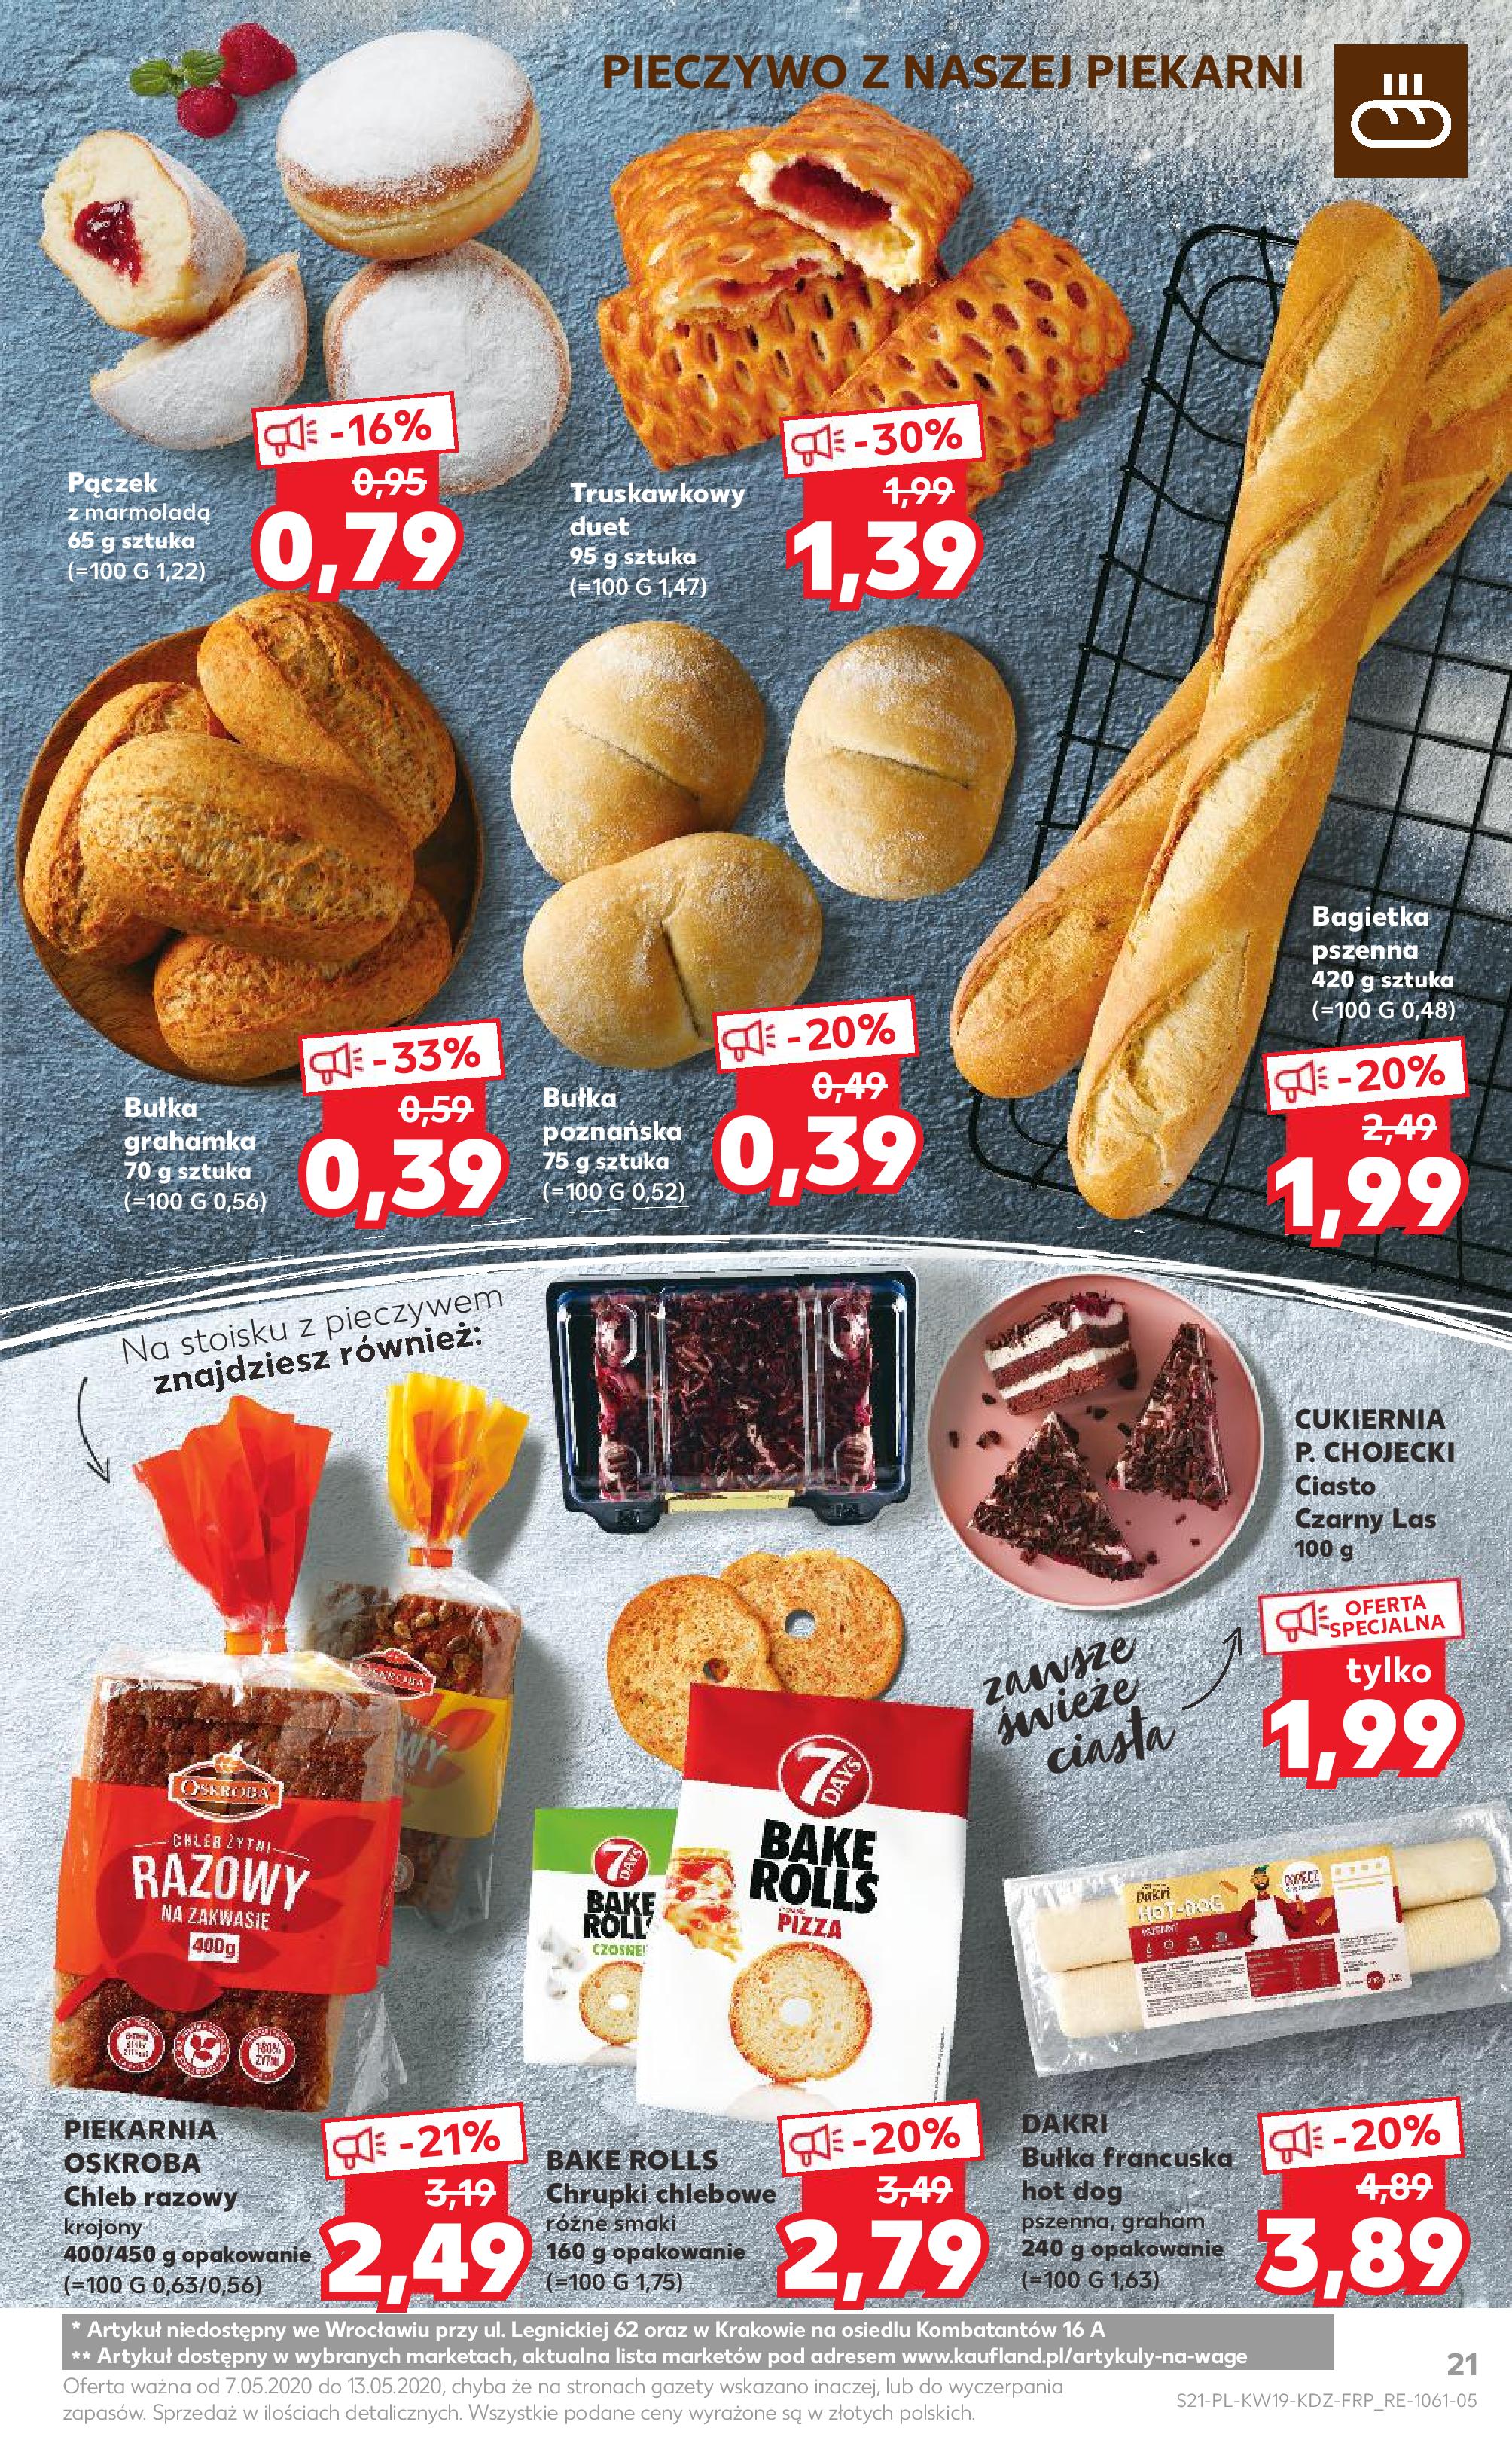 PIECZYWO Z NASZEJ PIEKARNI
-16%
0,95
0,79
Pączek
z marmoladą
65 g sztuka
(=100 G 1,22)
-30%
1,99
1,39
Truskawkowy
duet
95 g sztuka
(=100 G 1,47)
Bagietka
pszenna
420 g sztuka
(=100 G 0,48)
-20%
2,49
1,99
-33%
0,59
0,39
Bułka
grahamka
70 g sztuka
(=100 G 0,56)
-20%
0,49
0,39
Bułka
poznańska
75 g sztuka
(=100 G 0,52)
Na stoisku z pieczywem
znajdziesz również:
CUKIERNIA
P. CHOJECKI
Ciasto
Czarny Las
100 g
OFERTA
SPECJALNA
tylko
1,99
zawsze
świeże
ciasta
OSKROBA
OSKROBA
CHLEB ŻYTNI
RAZOWY
NA ZAKWASIE
400g
100%
7 DAYS
BAKE
ROLLS
PIZZA
7 DAYS
BAKE
ROLL
CZOSNE
Dakri
HOT-DOG
PIEKARNIA
OSKROBA
Chleb razowy
krojony
400/450 g opakowanie
(=100 G 0,63/0,56)
-21%
3,19
2,49
BAKE ROLLS
Chrupki chlebowe
różne smaki
160 g opakowanie
(=100 G 1,75)
-20%
3,49
2,79
DAKRI
Bułka francuska
hot dog
pszenna, graham
240 g opakowanie
(=100 G 1,63)
-20%
4,89
3,89
* Artykuł niedostępny we Wrocławiu przy ul. Legnickiej 62 oraz w Krakowie na osiedlu Kombatantów 16 A
** Artykuł dostępny w wybranych marketach, aktualna lista marketów pod adresem www.kaufland.pl/artykuly-na-wage
Oferta ważna od 7.05.2020 do 13.05.2020, chyba że na stronach gazety wskazano inaczej, lub do wyczerpania
zapasów. Sprzedaż w ilościach detalicznych. Wszystkie podane ceny wyrażone są w złotych polskich.
21
S21-PL-KW19-KDZ-FRP_RE-1061-05